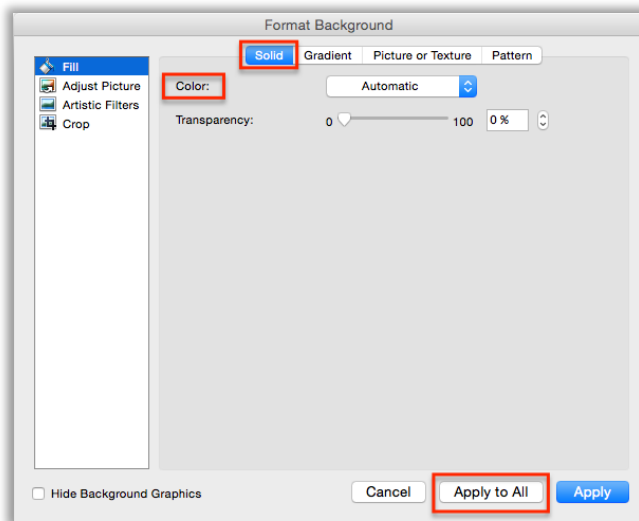 Format Background
Solid Gradient Picture or Texture Pattern
Fill
Adjust Picture
Artistic Filters
Crop
Color: Automatic
Transparency: 0 100 0 %
Hide Background Graphics
Cancel Apply to All Apply